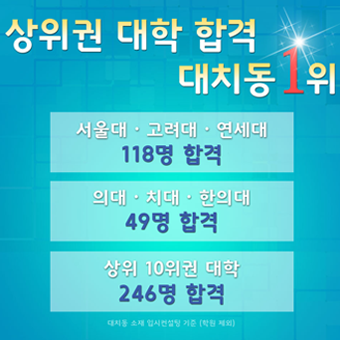 상위권 대학 합격
대치동 1위
서울대 · 고려대 · 연세대
118명 합격
의대 · 치대 · 한의대
49명 합격
상위 10위권 대학
246명 합격
대치동 소재 입시컨설팅 기준 (학원 제외)